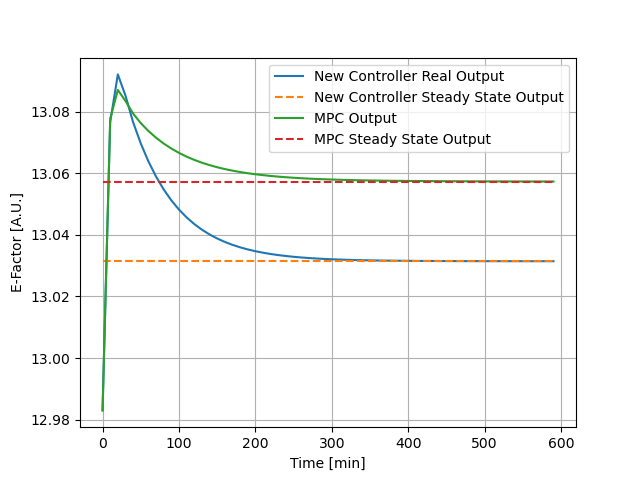 New Controller Real Output
New Controller Steady State Output
MPC Output
MPC Steady State Output
13.08
13.06
13.04
13.02
13.00
12.98
E-Factor [A.U.]
0 100 200 300 400 500 600
Time [min]